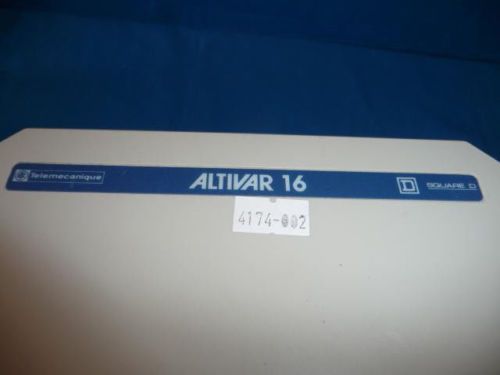 Telemecanique ALTIVAR 16 D SQUARE D
4174-002